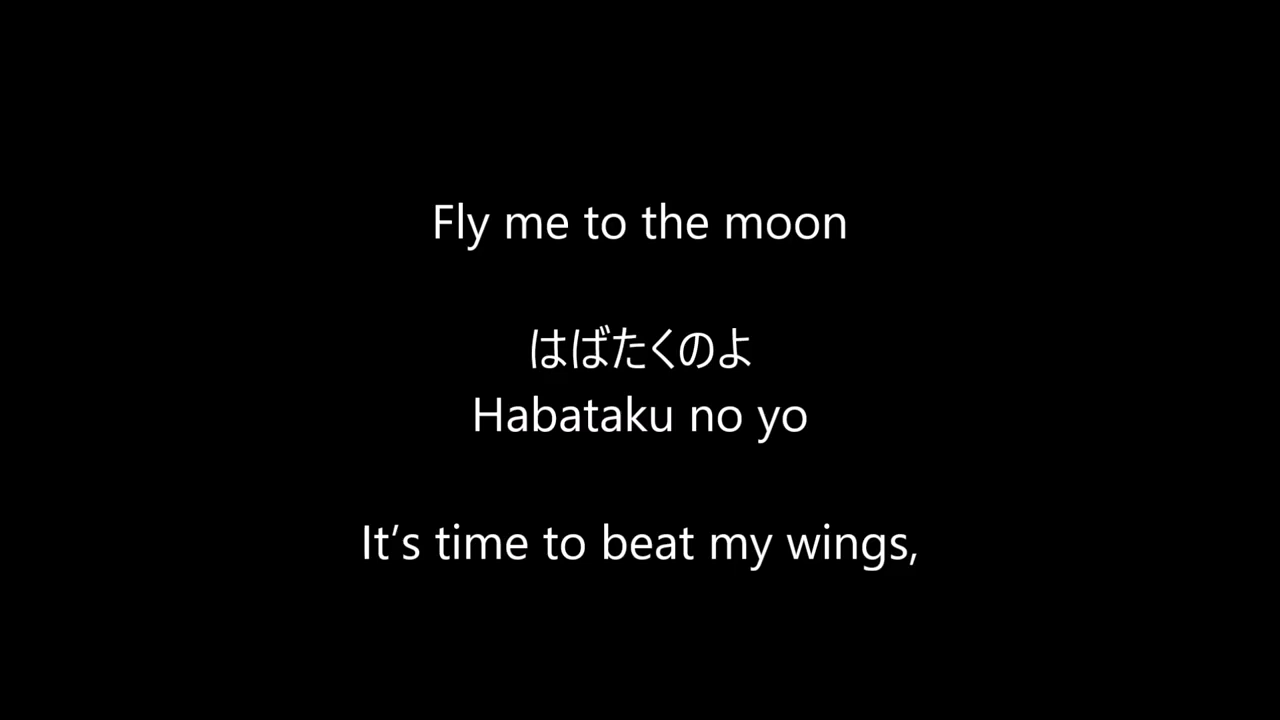 Fly me to the moon
はばたくのよ
Habataku no yo
It’s time to beat my wings,